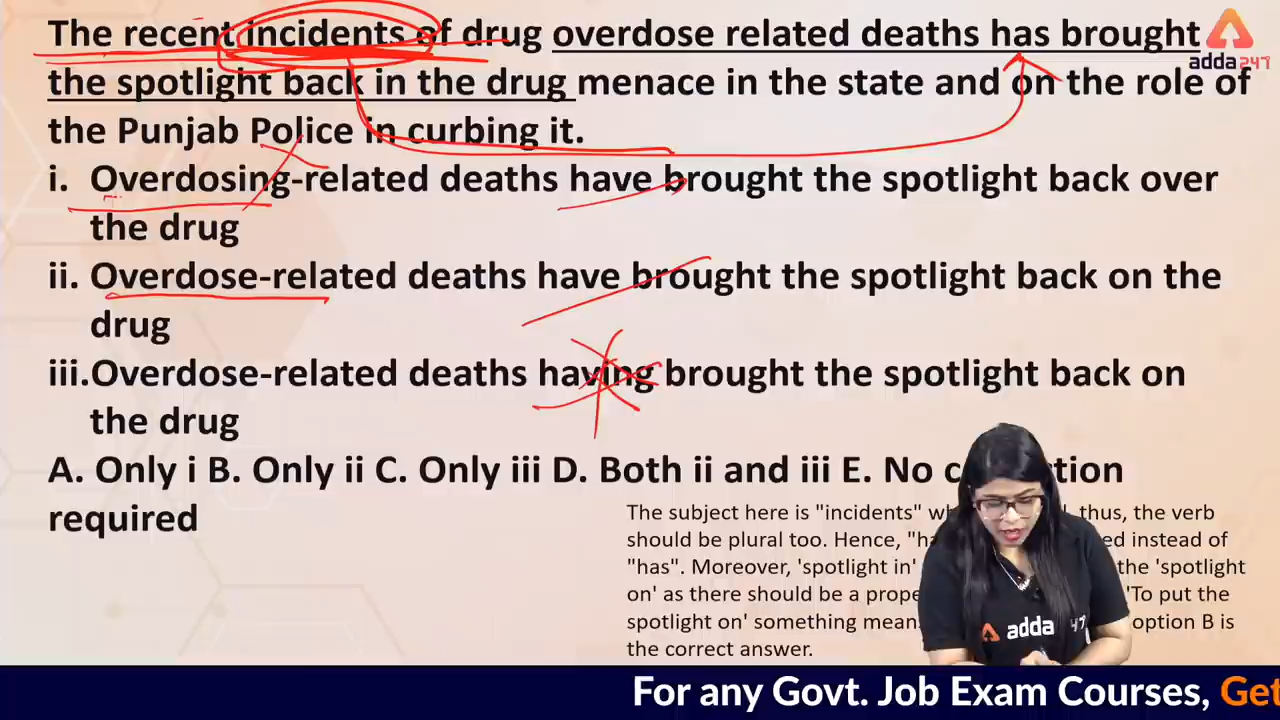 The recent incidents of drug overdose related deaths has brought
adda247
the spotlight back in the drug menace in the state and on the role of
the Punjab Police in curbing it.
i. Overdosing-related deaths have brought the spotlight back over
the drug
ii. Overdose-related deaths have brought the spotlight back on the
drug
iii.Overdose-related deaths having brought the spotlight back on
the drug
A. Only i B. Only ii C. Only iii D. Both ii and iii E. No
required
The subject here is "incidents" thus, the verb
should be plural too. Hence, instead of
"has". Moreover, 'spotlight in' the 'spotlight
on' as there should be a 'To put the
spotlight on' something option B is
the correct answer.
adda 247
For any Govt. Job Exam Courses, Get